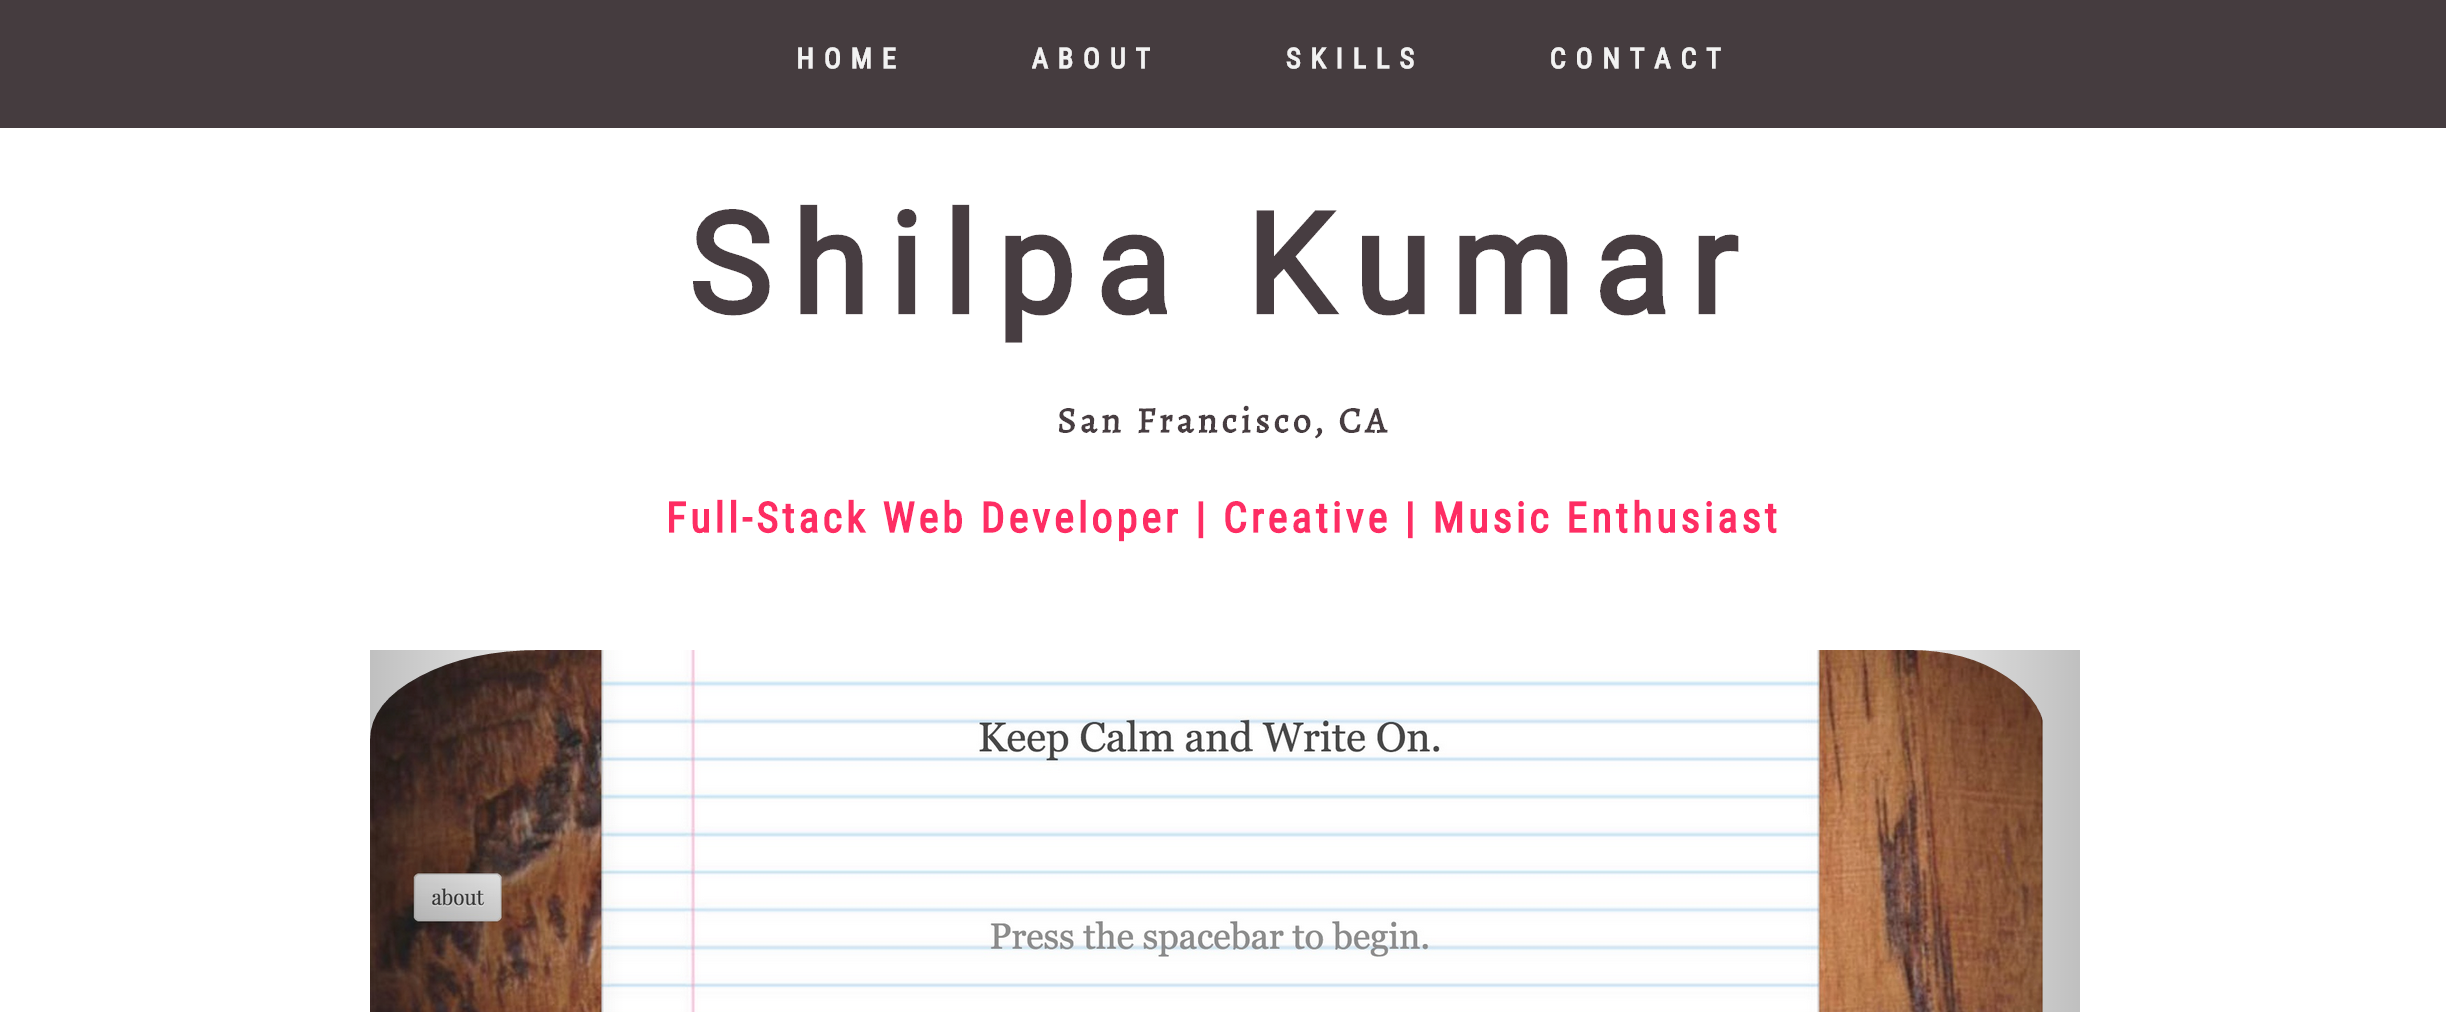 HOME ABOUT SKILLS CONTACT
Shilpa Kumar
San Francisco, CA
Full-Stack Web Developer | Creative | Music Enthusiast
Keep Calm and Write On.
about
Press the spacebar to begin.